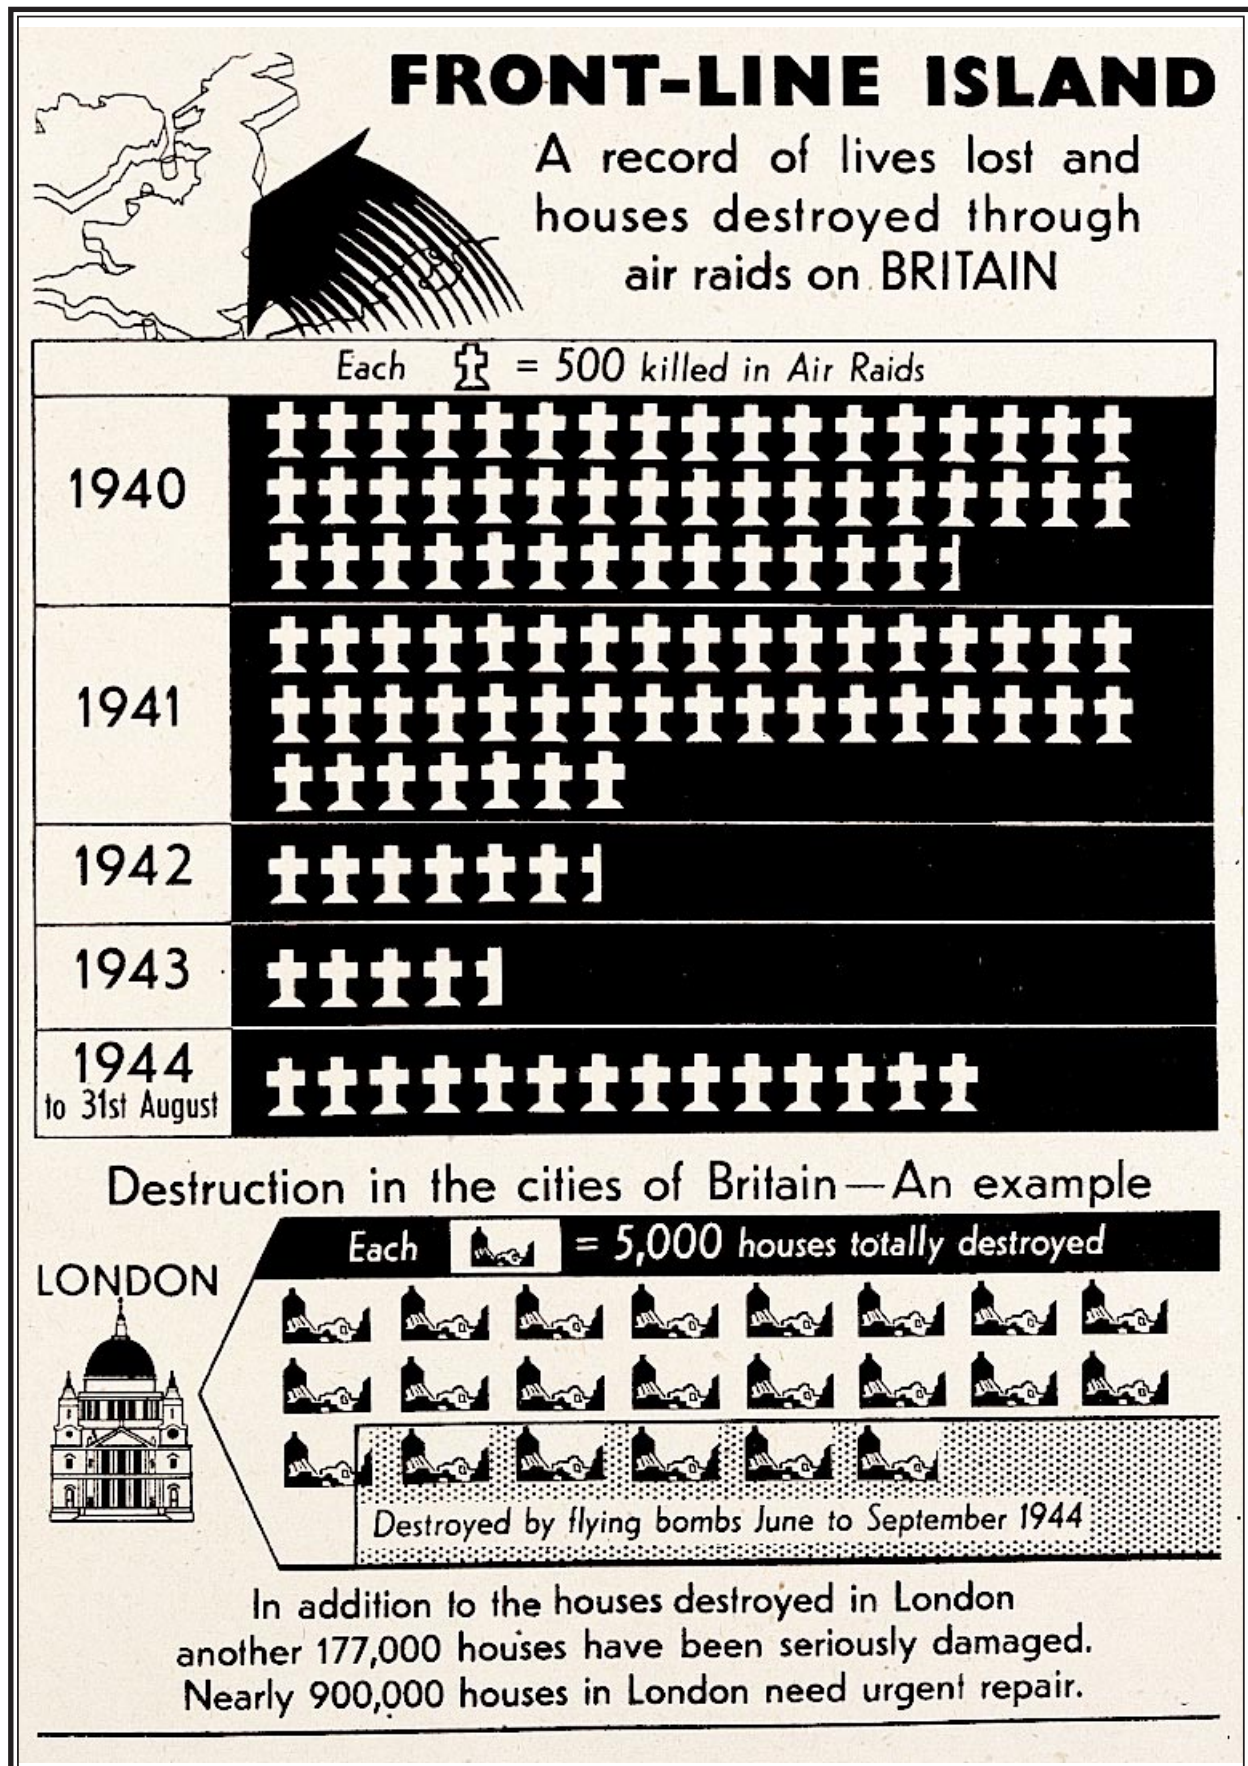 FRONT-LINE ISLAND
A record of lives lost and
houses destroyed through
air raids on BRITAIN
Each = 500 killed in Air Raids
1940
1941
1942
1943
1944
to 31st August
Destruction in the cities of Britain—An example
Each = 5,000 houses totally destroyed
LONDON
Destroyed by flying bombs June to September 1944
In addition to the houses destroyed in London
another 177,000 houses have been seriously damaged.
Nearly 900,000 houses in London need urgent repair.